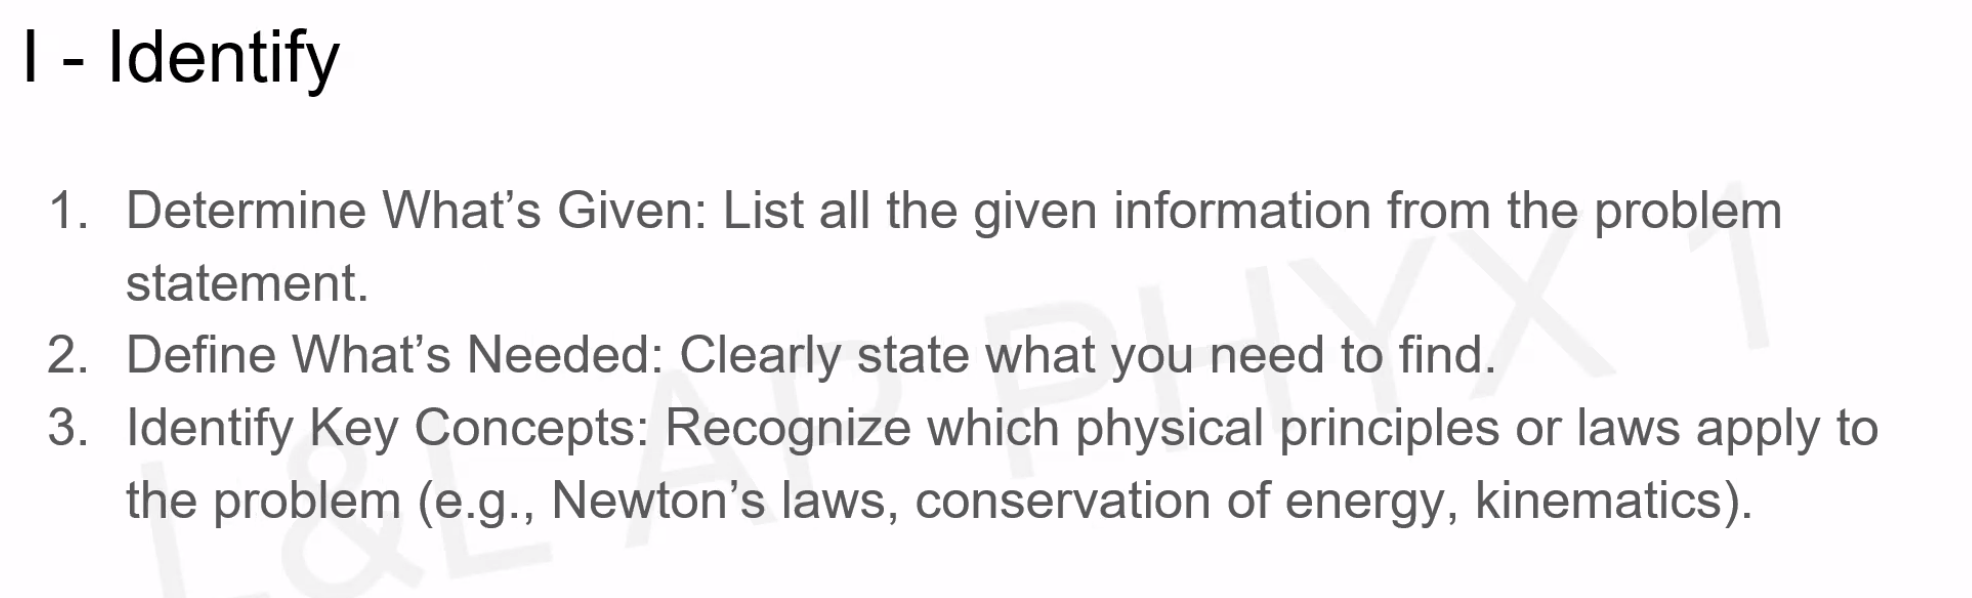 I - Identify
1. Determine What's Given: List all the given information from the problem
statement.
2. Define What's Needed: Clearly state what you need to find.
3. Identify Key Concepts: Recognize which physical principles or laws apply to
the problem (e.g., Newton's laws, conservation of energy, kinematics).
L&L AP PHYX 1